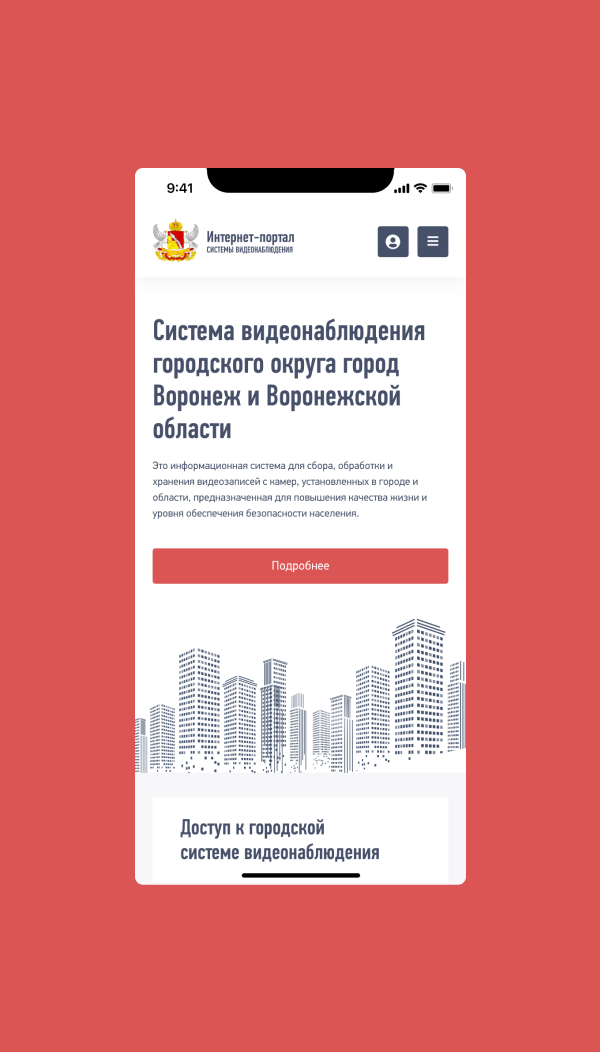 9:41
Интернет-портал
СИСТЕМЫ ВИДЕОНАБЛЮДЕНИЯ
Система видеонаблюдения
городского округа город
Воронеж и Воронежской
области
Это информационная система для сбора, обработки и
хранения видеозаписей с камер, установленных в городе и
области, предназначенная для повышения качества жизни и
уровня обеспечения безопасности населения.
Подробнее
Доступ к городской
системе видеонаблюдения